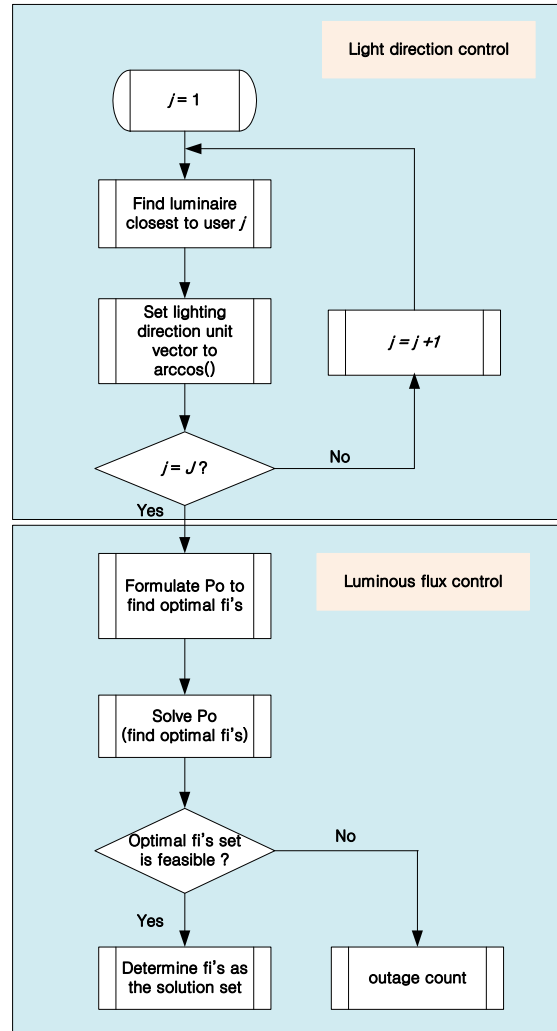 Light direction control
j = 1
Find luminaire
closest to user j
Set lighting
direction unit
vector to
arccos()
j = j +1
j = J ?
No
Yes
Luminous flux control
Formulate Po to
find optimal fi's
Solve Po
(find optimal fi's)
Optimal fi's set
is feasible ?
No
Yes
Determine fi's as
the solution set
outage count